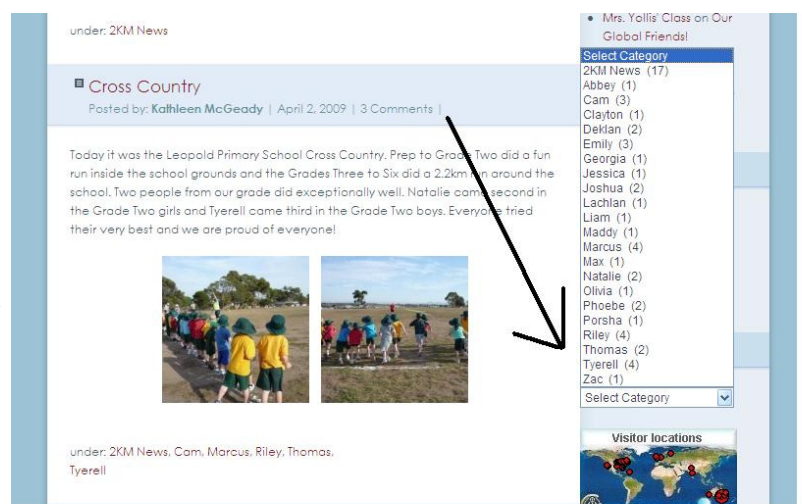 under: 2KM News
Cross Country
Posted by: Kathleen McGeady | April 2, 2009 | 3 Comments |
Today it was the Leopold Primary School Cross Country. Prep to Grade Two did a fun
run inside the school grounds and the Grades Three to Six did a 2.2km run around the
school. Two people from our grade did exceptionally well. Natalie came second in
the Grade Two girls and Tyerell came third in the Grade Two boys. Everyone tried
their very best and we are proud of everyone!
under: 2KM News, Cam, Marcus, Riley, Thomas,
Tyerell
Mrs. Yollis' Class on Our
Global Friends!
Select Category
2KM News (17)
Abbey (1)
Cam (3)
Clayton (1)
Deklan (2)
Emily (3)
Georgia (1)
Jessica (1)
Joshua (2)
Lachlan (1)
Liam (1)
Maddy (1)
Marcus (4)
Max (1)
Natalie (2)
Olivia (1)
Phoebe (2)
Porsha (1)
Riley (4)
Thomas (2)
Tyerell (4)
Zac (1)
Select Category
Visitor locations